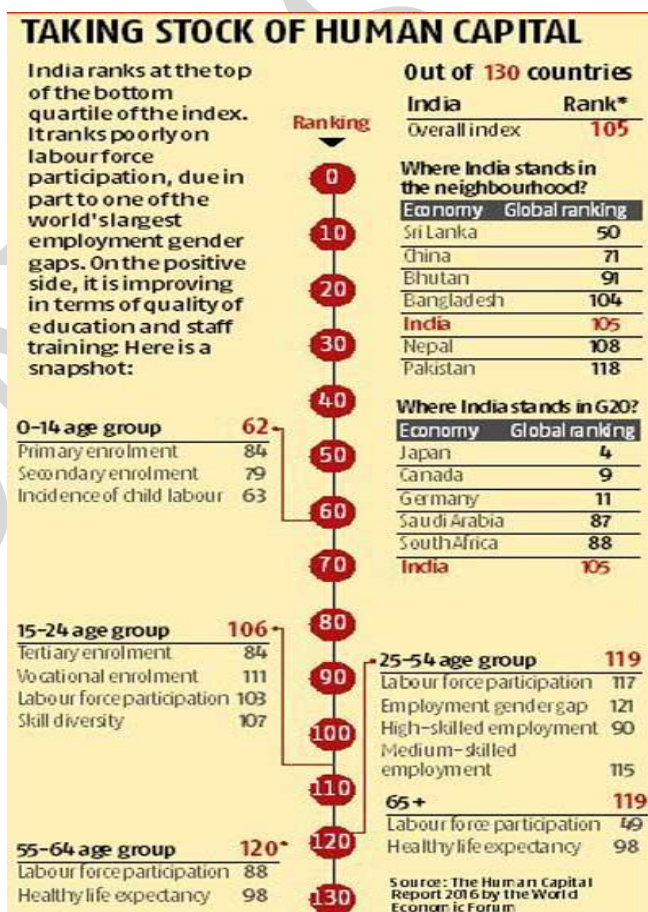 TAKING STOCK OF HUMAN CAPITAL
India ranks at the top
of the bottom
quartile of the index.
It ranks poorly on
labour force
participation, due in
part to one of the
world's largest
employment gender
gaps. On the positive
side, it is improving
in terms of quality of
education and staff
training: Here is a
snapshot:
Ranking
0
10
20
30
40
50
60
70
80
90
100
110
120
130
Out of 130 countries
India Rank*
Overall index 105
Where India stands in
the neighbourhood?
Economy Global ranking
Sri Lanka 50
China 71
Bhutan 91
Bangladesh 104
India 105
Nepal 108
Pakistan 118
Where India stands in G20?
Economy Global ranking
Japan 4
Canada 9
Germany 11
Saudi Arabia 87
South Africa 88
India 105
0-14 age group 62
Primary enrolment 84
Secondary enrolment 79
Incidence of child labour 63
15-24 age group 106
Tertiary enrolment 84
Vocational enrolment 111
Labour force participation 103
Skill diversity 107
25-54 age group 119
Labour force participation 117
Employment gender gap 121
High-skilled employment 90
Medium-skilled
employment 115
55-64 age group 120
Labour force participation 88
Healthy life expectancy 98
65+ 119
Labour force participation 49
Healthy life expectancy 98
Source: The Human Capital
Report 2016 by the World
Economic Forum